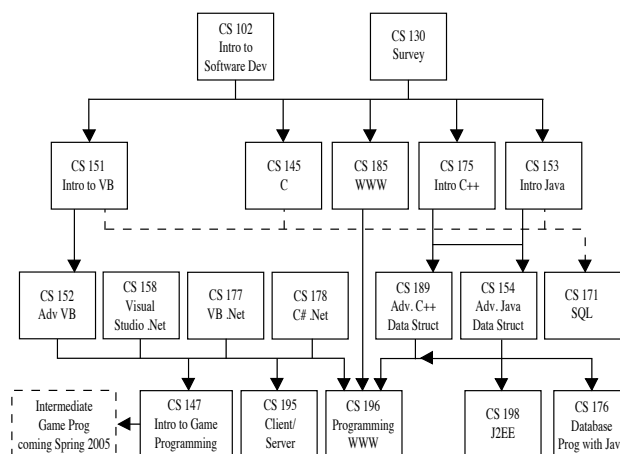 CS 102
Intro to
Software Dev
CS 130
Survey
CS 151
Intro to VB
CS 145
C
CS 185
WWW
CS 175
Intro C++
CS 153
Intro Java
CS 152
Adv VB
CS 158
Visual
Studio .Net
CS 177
VB .Net
CS 178
C# .Net
CS 189
Adv. C++
Data Struct
CS 154
Adv. Java
Data Struct
CS 171
SQL
Intermediate
Game Prog
coming Spring 2005
CS 147
Intro to Game
Programming
CS 195
Client/
Server
CS 196
Programming
WWW
CS 198
J2EE
CS 176
Database
Prog with Java